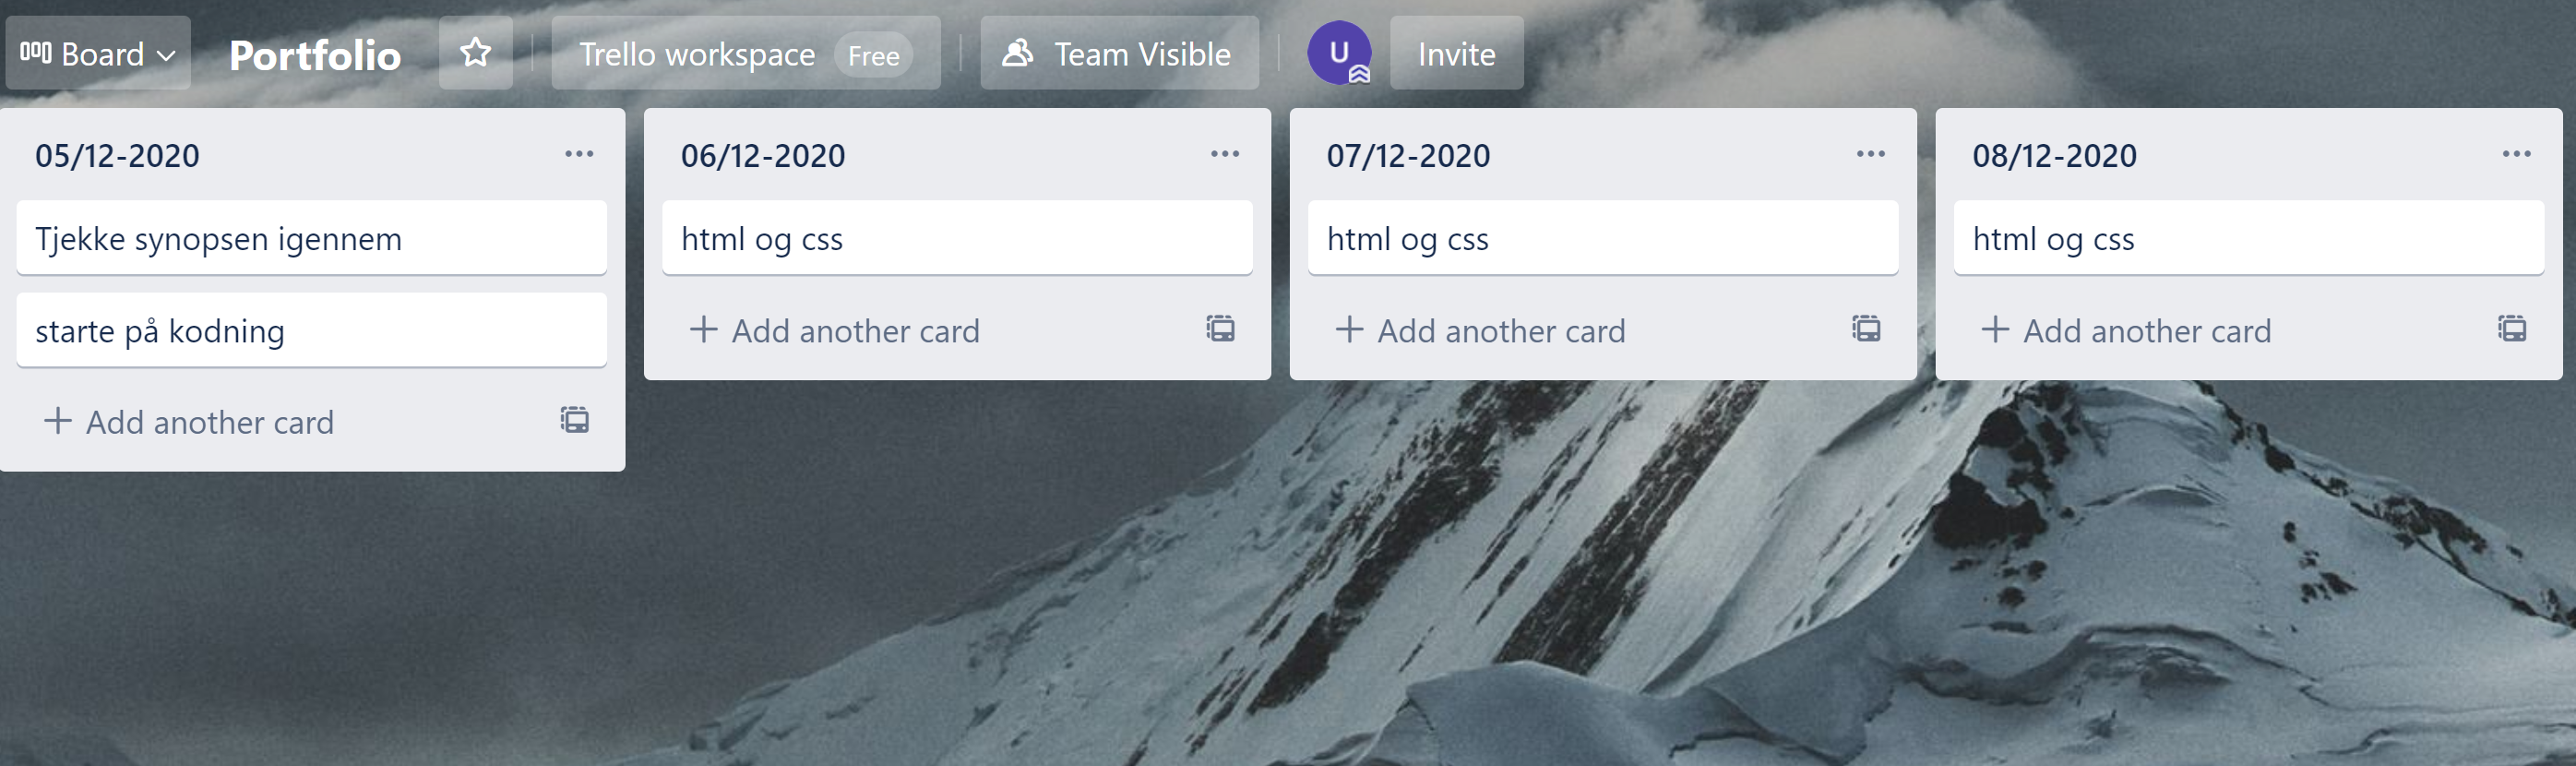 Board Portfolio Trello workspace Free Team Visible U Invite
05/12-2020
Tjekke synopsen igennem
starte på kodning
+ Add another card
06/12-2020
html og css
+ Add another card
07/12-2020
html og css
+ Add another card
08/12-2020
html og css
+ Add another card